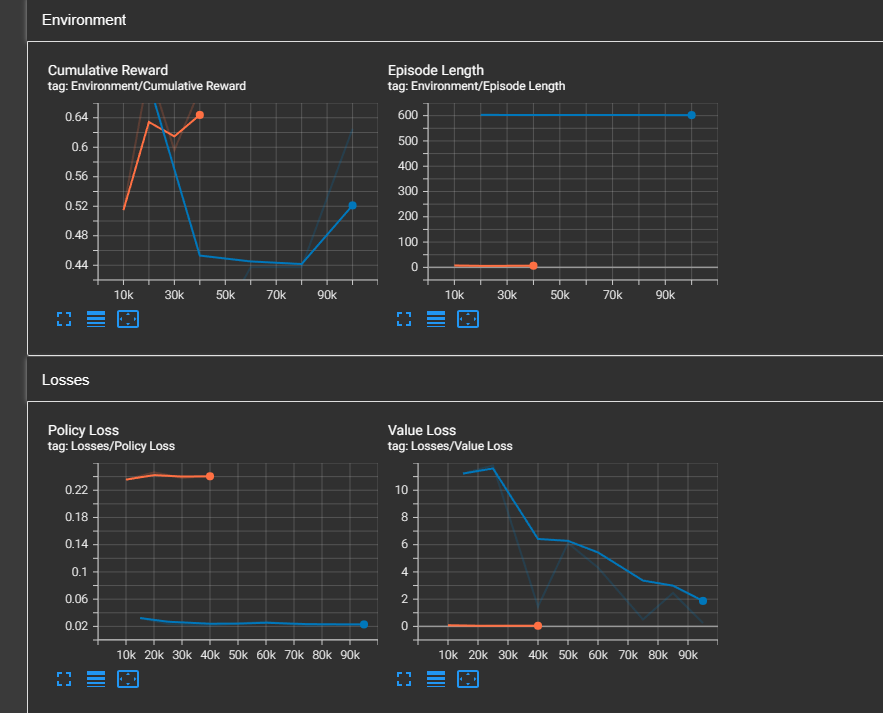 Environment
Cumulative Reward
tag: Environment/Cumulative Reward
0.64
0.6
0.56
0.52
0.48
0.44
10k 30k 50k 70k 90k
Episode Length
tag: Environment/Episode Length
600
500
400
300
200
100
0
10k 30k 50k 70k 90k
Losses
Policy Loss
tag: Losses/Policy Loss
0.22
0.18
0.14
0.1
0.06
0.02
10k 20k 30k 40k 50k 60k 70k 80k 90k
Value Loss
tag: Losses/Value Loss
10
8
6
4
2
0
10k 20k 30k 40k 50k 60k 70k 80k 90k